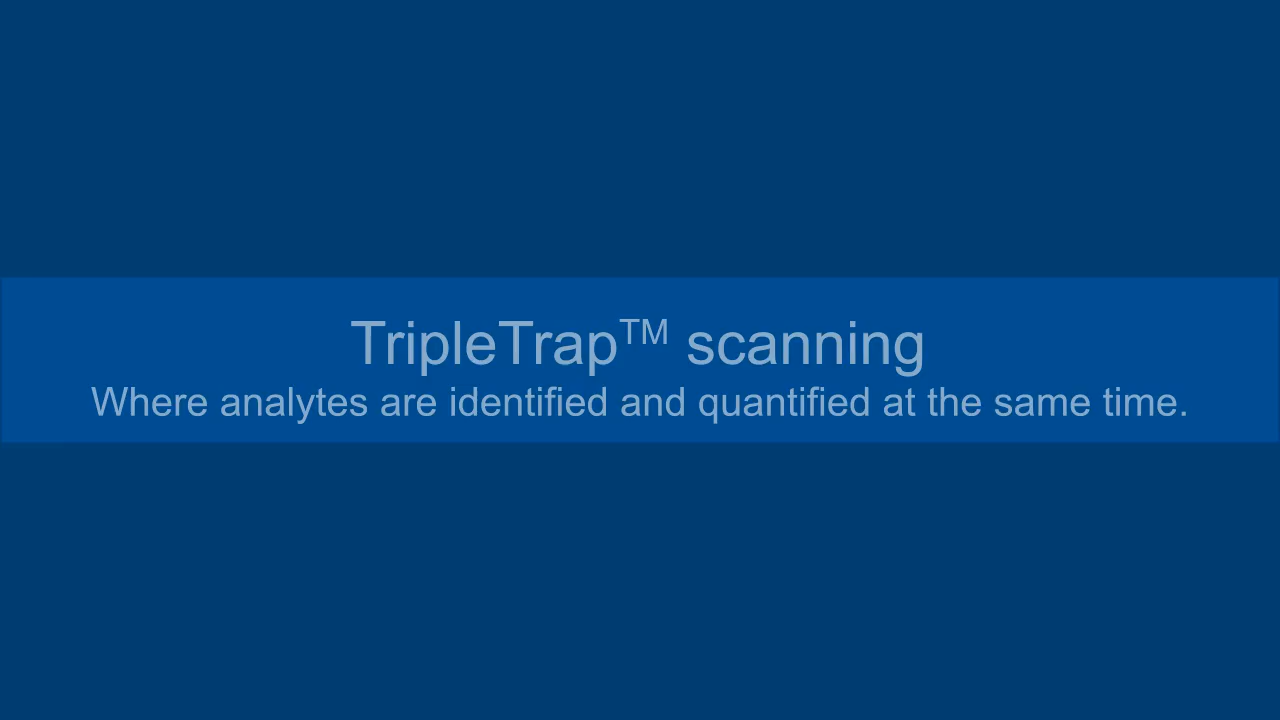 TripleTrap™ scanning
Where analytes are identified and quantified at the same time.